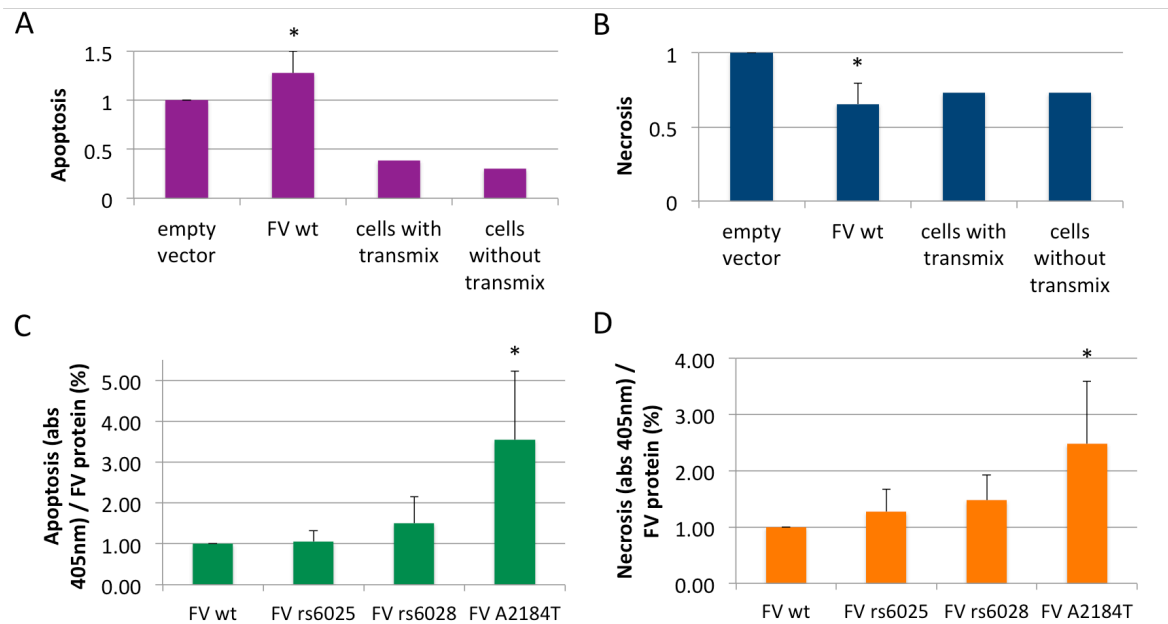 A
Apoptosis
1.5
1
0.5
0
*
empty
vector
FV wt
cells with
transmix
cells
without
transmix
B
Necrosis
1
0.5
0
*
empty
vector
FV wt
cells with
transmix
cells
without
transmix
C
Apoptosis (abs
405nm) / FV protein (%)
5.00
4.00
3.00
2.00
1.00
0.00
*
FV wt
FV rs6025
FV rs6028
FV A2184T
D
Necrosis (abs 405nm) /
FV protein (%)
4.00
3.00
2.00
1.00
0.00
*
FV wt
FV rs6025
FV rs6028
FV A2184T